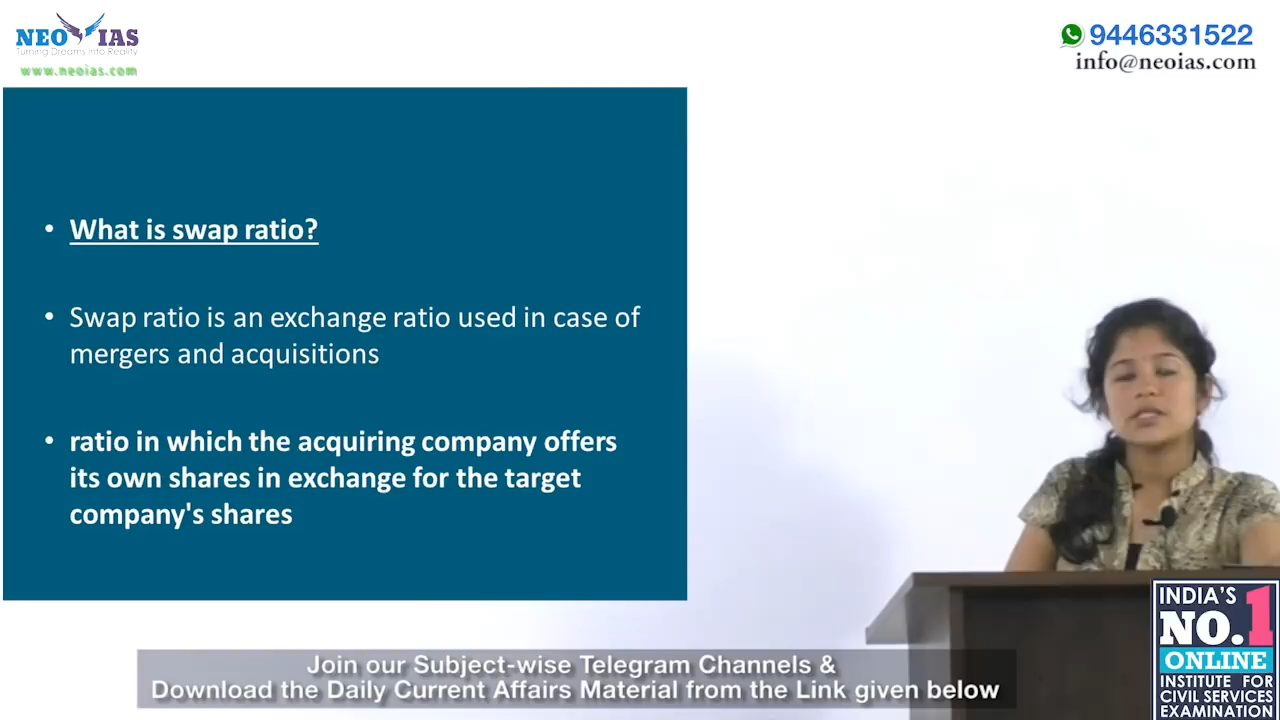 NEO IAS
Turning Dreams into Reality
www.neoias.com
9446331522
info@neoias.com
• What is swap ratio?
• Swap ratio is an exchange ratio used in case of
mergers and acquisitions
• ratio in which the acquiring company offers
its own shares in exchange for the target
company's shares
INDIA'S
NO.1
ONLINE
INSTITUTE FOR
CIVIL SERVICES
EXAMINATION
Join our Subject-wise Telegram Channels &
Download the Daily Current Affairs Material from the Link given below